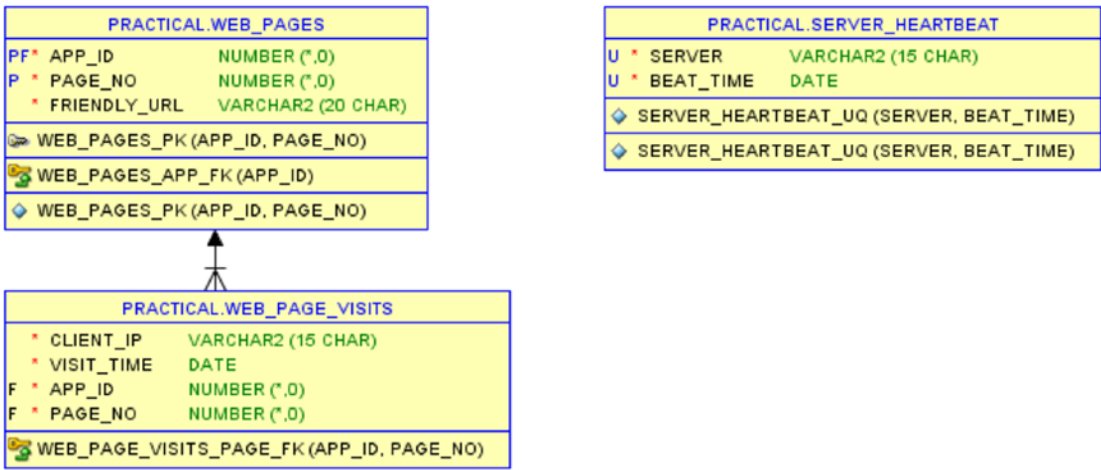 PRACTICAL.WEB_PAGES
PF* APP_ID NUMBER (*,0)
P * PAGE_NO NUMBER (*,0)
* FRIENDLY_URL VARCHAR2 (20 CHAR)
WEB_PAGES_PK (APP_ID, PAGE_NO)
WEB_PAGES_APP_FK (APP_ID)
WEB_PAGES_PK (APP_ID, PAGE_NO)
PRACTICAL.SERVER_HEARTBEAT
U * SERVER VARCHAR2 (15 CHAR)
U * BEAT_TIME DATE
SERVER_HEARTBEAT_UQ (SERVER, BEAT_TIME)
SERVER_HEARTBEAT_UQ (SERVER, BEAT_TIME)
PRACTICAL.WEB_PAGE_VISITS
* CLIENT_IP VARCHAR2 (15 CHAR)
* VISIT_TIME DATE
F * APP_ID NUMBER (*,0)
F * PAGE_NO NUMBER (*,0)
WEB_PAGE_VISITS_PAGE_FK (APP_ID, PAGE_NO)